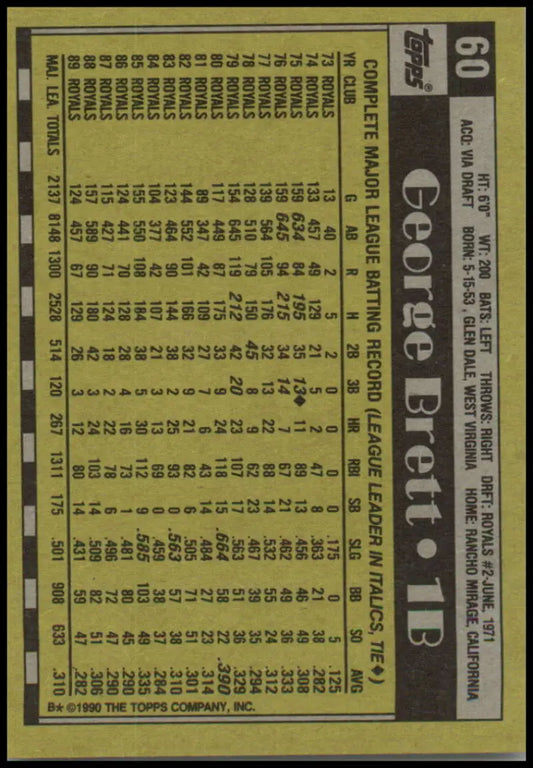 60
topps®
HT: 6'0" WT: 200 BATS: LEFT THROWS: RIGHT DRFT: ROYALS #2-JUNE, 1971
ACQ: VIA DRAFT BORN: 5-15-53 , GLEN DALE, WEST VIRGINIA HOME: RANCHO MIRAGE, CALIFORNIA
George Brett • 1B
COMPLETE MAJOR LEAGUE BATTING RECORD (LEAGUE LEADER IN ITALICS, TIE♦)
YR CLUB G AB R H 2B 3B HR RBI SB SLG BB SO AVG
73 ROYALS 13 40 2 5 2 0 0 0 0 .175 0 5 .125
74 ROYALS 133 457 49 129 21 5 2 47 8 .363 21 38 .282
75 ROYALS 159 634 84 195 35 13♦ 11 89 13 .456 46 49 .308
76 ROYALS 159 645 94 215 34 14 7 67 21 .462 49 36 .333
77 ROYALS 139 564 105 176 32 13 22 88 14 .532 55 24 .312
78 ROYALS 128 510 79 150 45 8 9 62 23 .467 39 35 .294
79 ROYALS 154 645 119 212 42 20 23 107 17 .563 51 36 .329
80 ROYALS 117 449 87 175 33 9 24 118 15 .664 58 22 .390
81 ROYALS 89 347 42 109 27 7 6 43 14 .484 27 23 .314
82 ROYALS 144 552 101 166 32 9 21 82 6 .505 71 51 .301
83 ROYALS 123 464 90 144 38 2 25 93 0 .563 57 38 .310
84 ROYALS 104 377 42 107 21 3 13 69 0 .459 38 37 .284
85 ROYALS 155 550 108 184 38 5 30 112 9 .585 103 49 .335
86 ROYALS 124 441 70 128 28 4 16 73 1 .481 80 45 .290
87 ROYALS 115 427 71 124 18 2 22 78 6 .496 72 47 .290
88 ROYALS 157 589 90 180 42 3 24 103 14 .509 82 51 .306
89 ROYALS 124 457 67 129 26 3 12 80 14 .431 59 47 .282
MAJ. LEA. TOTALS 2137 8148 1300 2528 514 120 267 1311 175 .501 908 633 .310
B* ©1990 THE TOPPS COMPANY, INC.